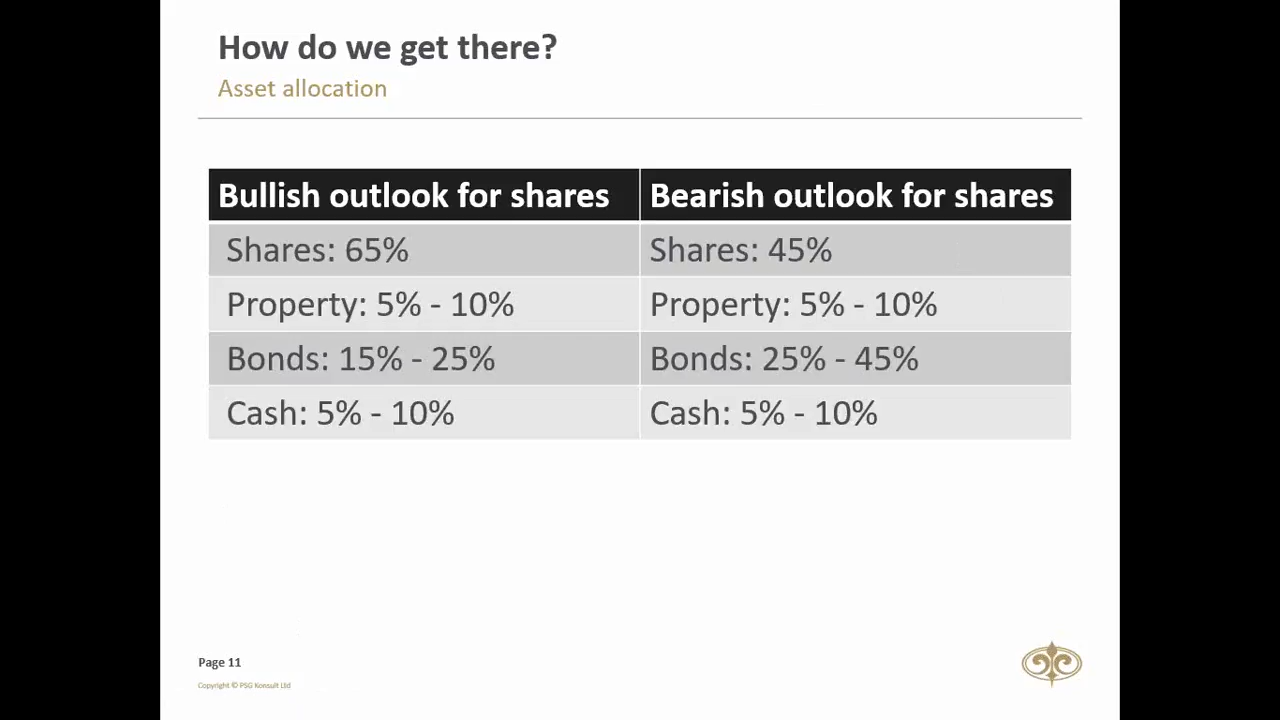 How do we get there?
Asset allocation
Bullish outlook for shares
Bearish outlook for shares
Shares: 65%
Shares: 45%
Property: 5% - 10%
Property: 5% - 10%
Bonds: 15% - 25%
Bonds: 25% - 45%
Cash: 5% - 10%
Cash: 5% - 10%
Page 11
Copyright © PSG Konsult Ltd